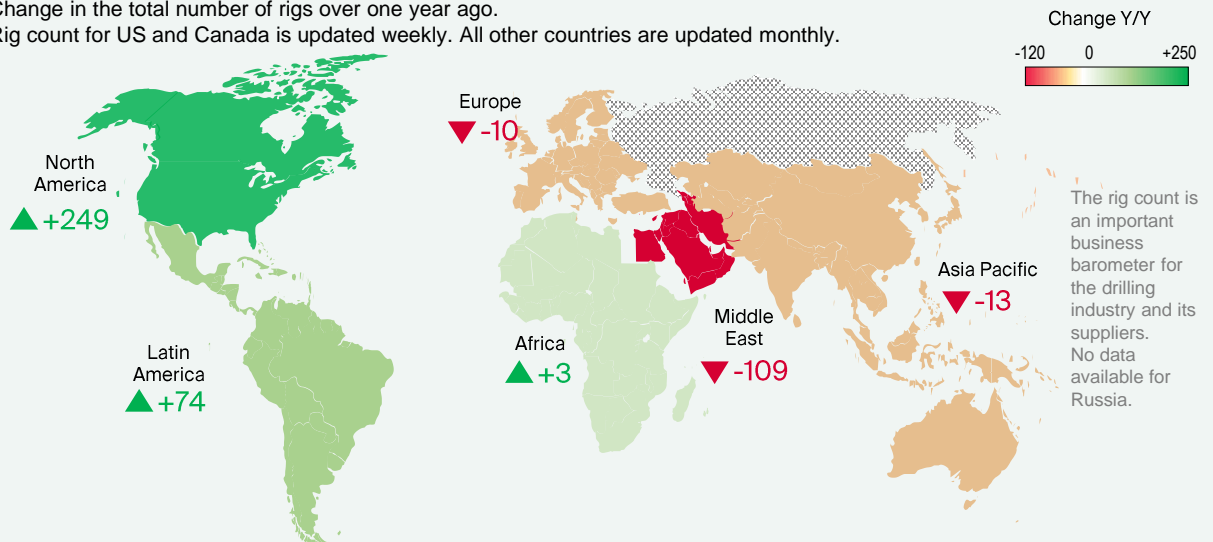 Change in the total number of rigs over one year ago.
Rig count for US and Canada is updated weekly. All other countries are updated monthly.
Change Y/Y
-120 0 +250
Europe
-10
North
America
+249
The rig count is
an important
business
barometer for
the drilling
industry and its
suppliers.
No data
available for
Russia.
Asia Pacific
-13
Middle
East
-109
Africa
+3
Latin
America
+74